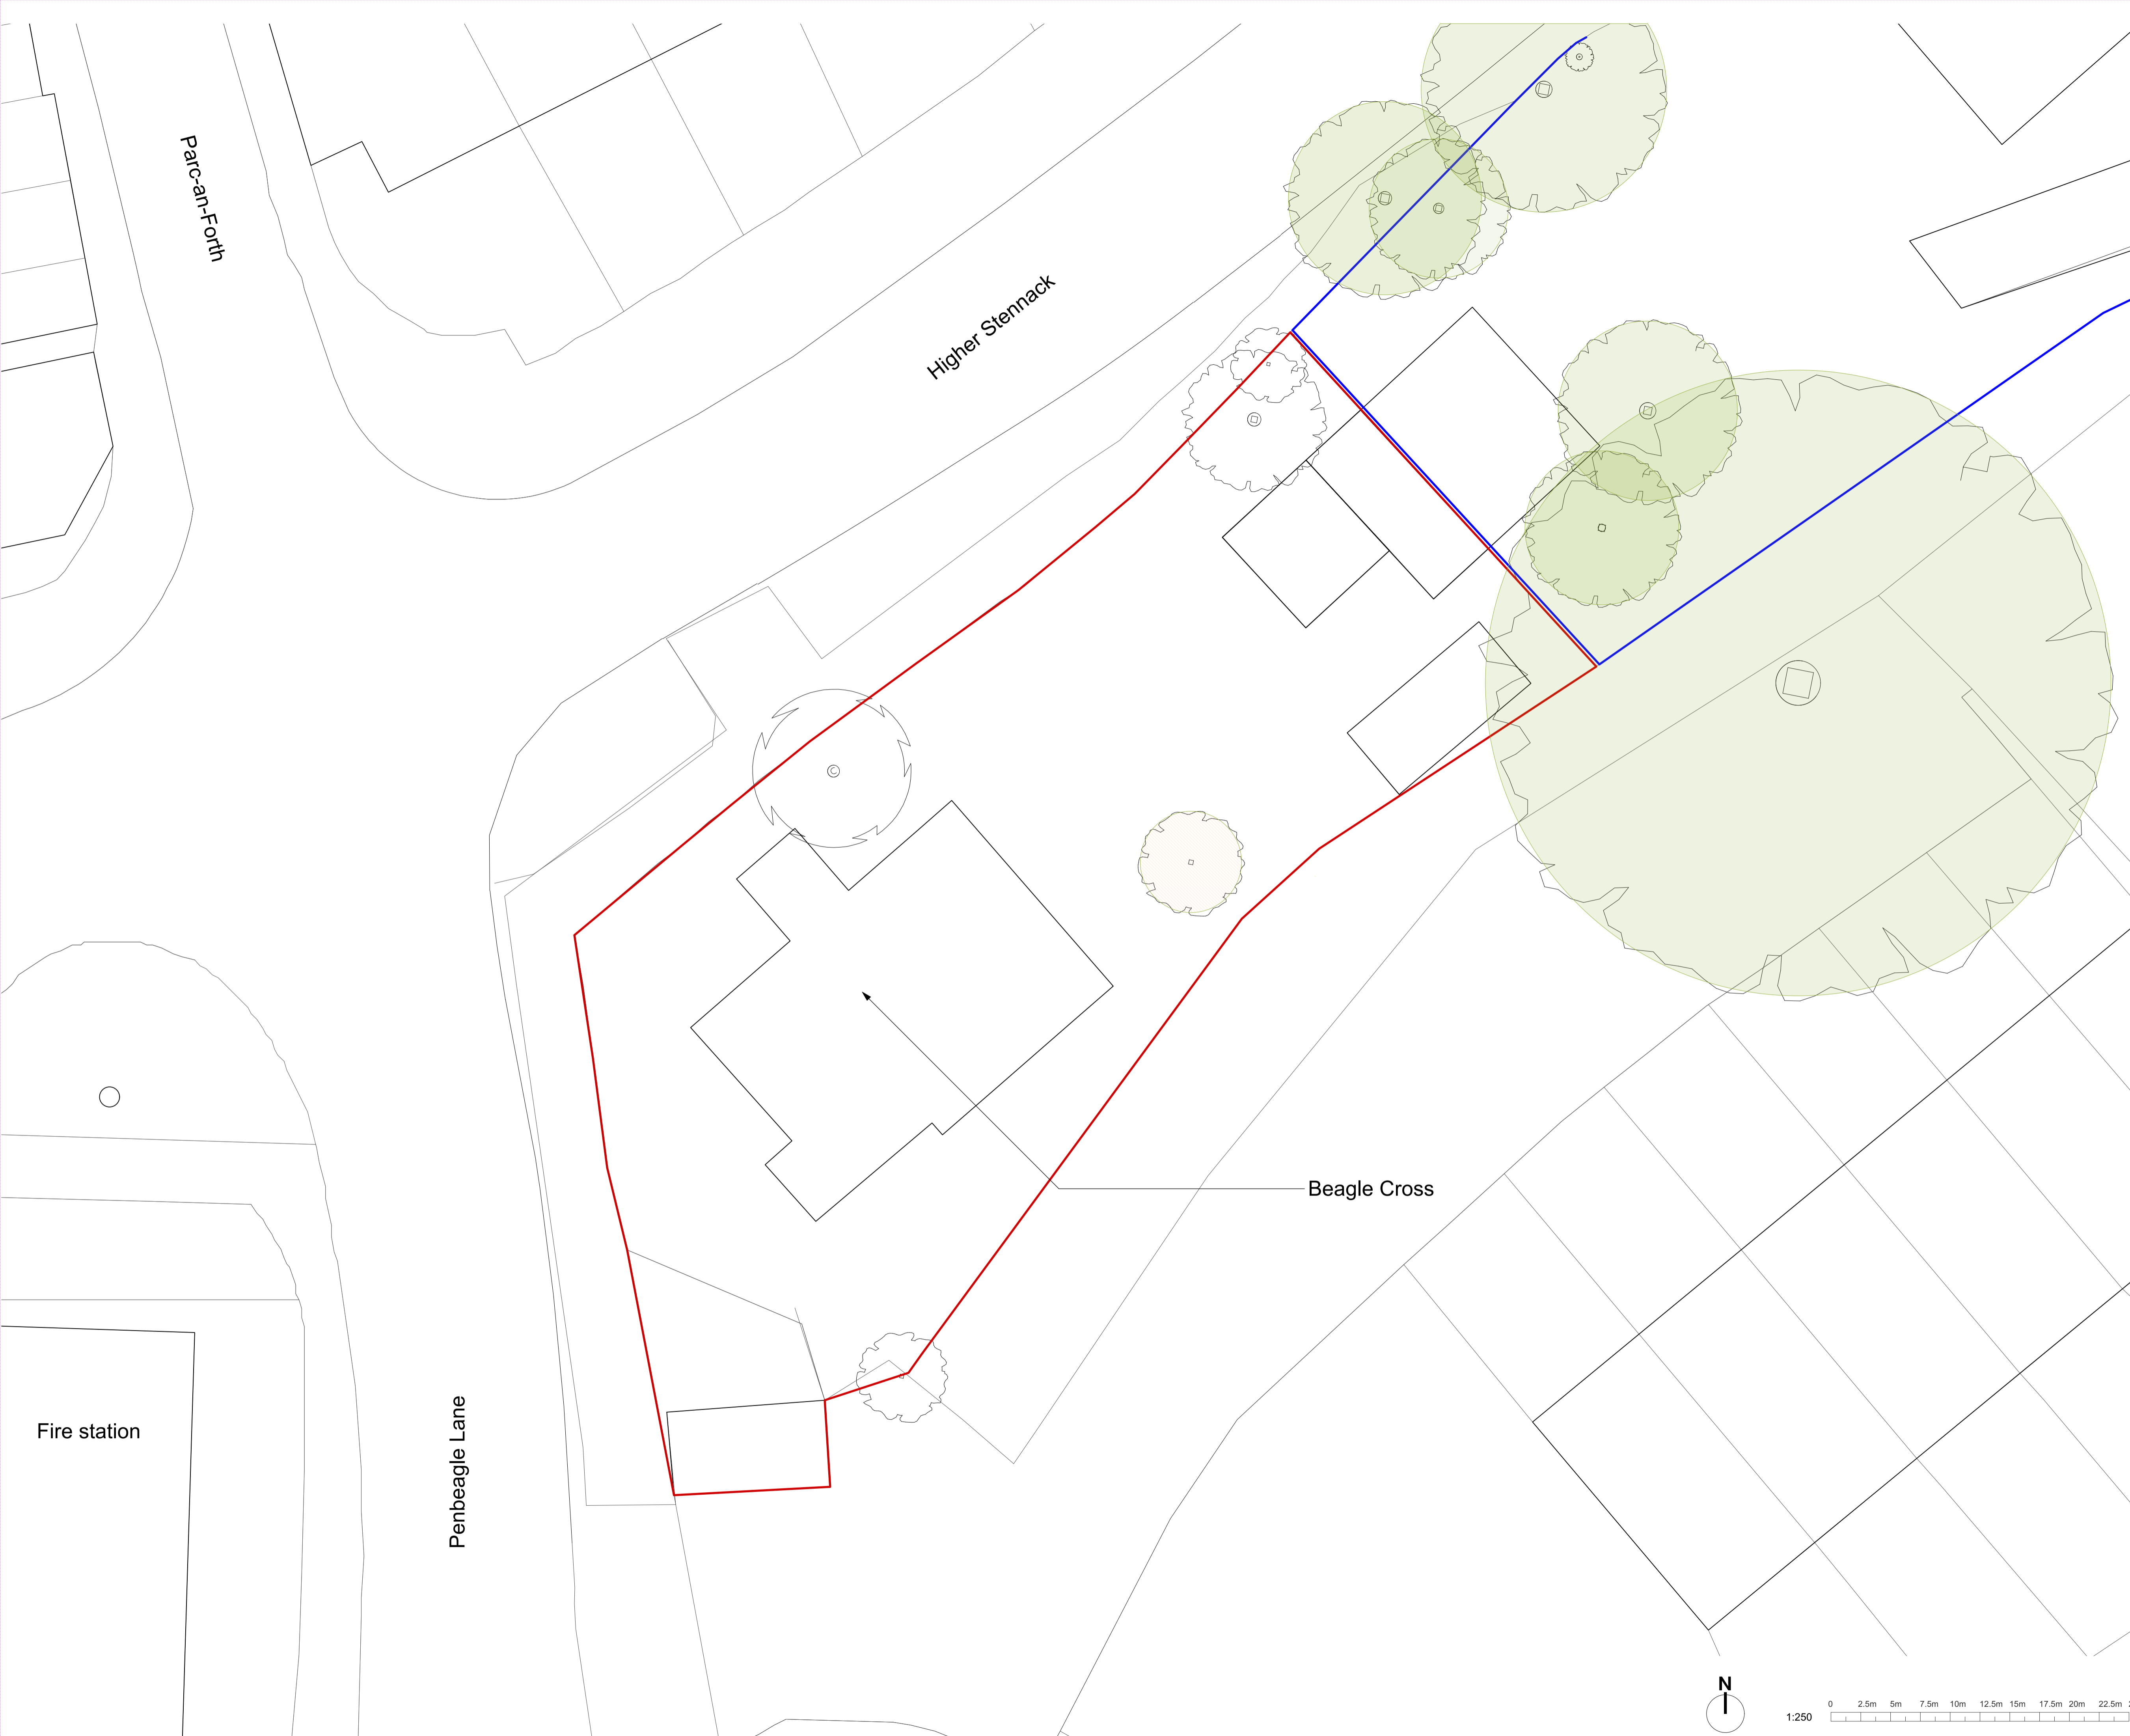 Parc-an-Forth
Higher Stennack
Beagle Cross
Fire station
Penbeagle Lane
N
1:250
0 2.5m 5m 7.5m 10m 12.5m 15m 17.5m 20m 22.5m